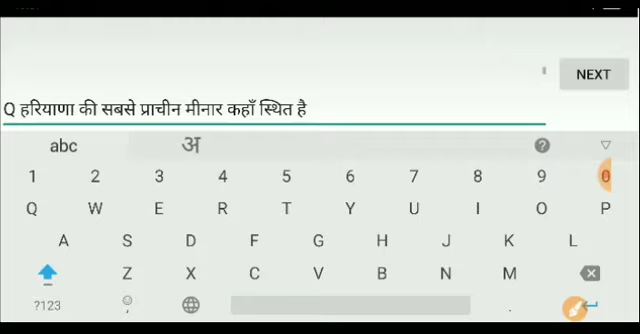 NEXT
Q हरियाणा की सबसे प्राचीन मीनार कहाँ स्थित है
abc अ ?
1 2 3 4 5 6 7 8 9 0
Q W E R T Y U I O P
A S D F G H J K L
Z X C V B N M
?123 , .